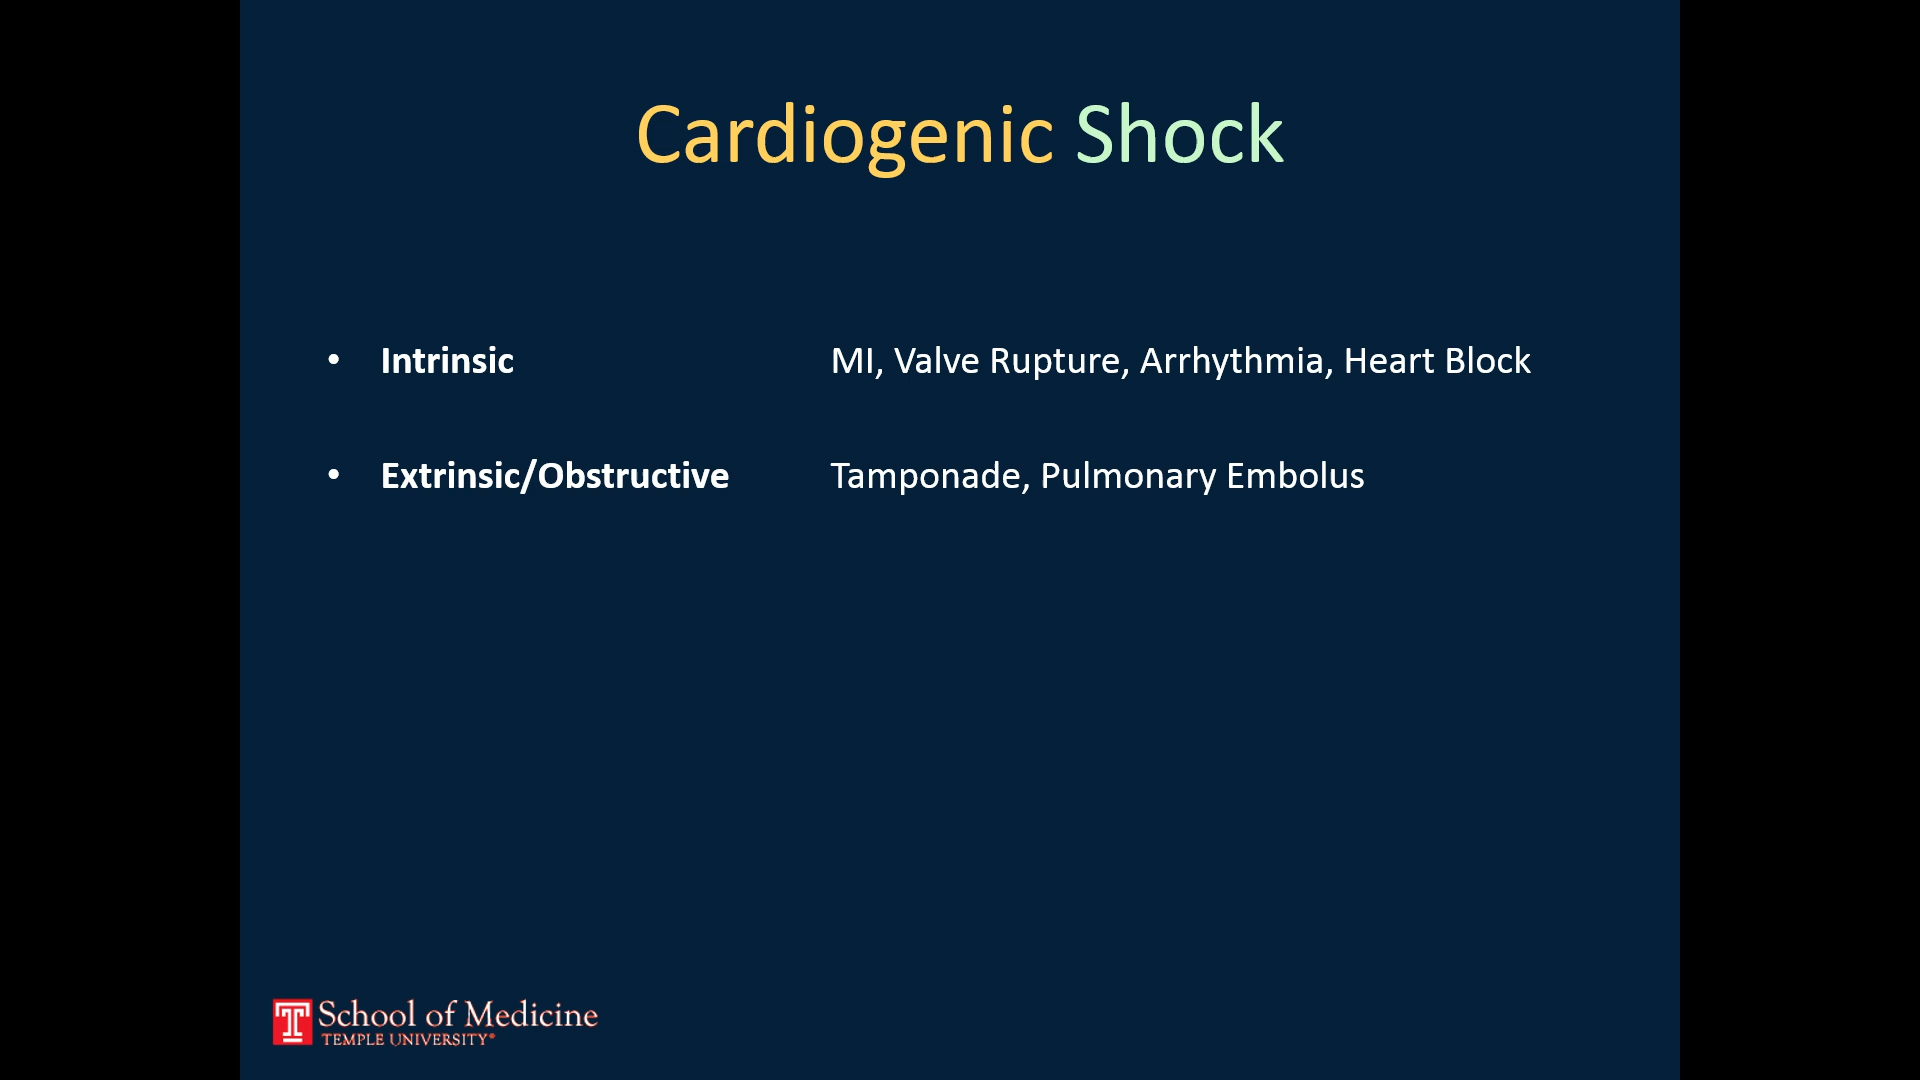 Cardiogenic Shock
• Intrinsic MI, Valve Rupture, Arrhythmia, Heart Block
• Extrinsic/Obstructive Tamponade, Pulmonary Embolus
T School of Medicine
TEMPLE UNIVERSITY®